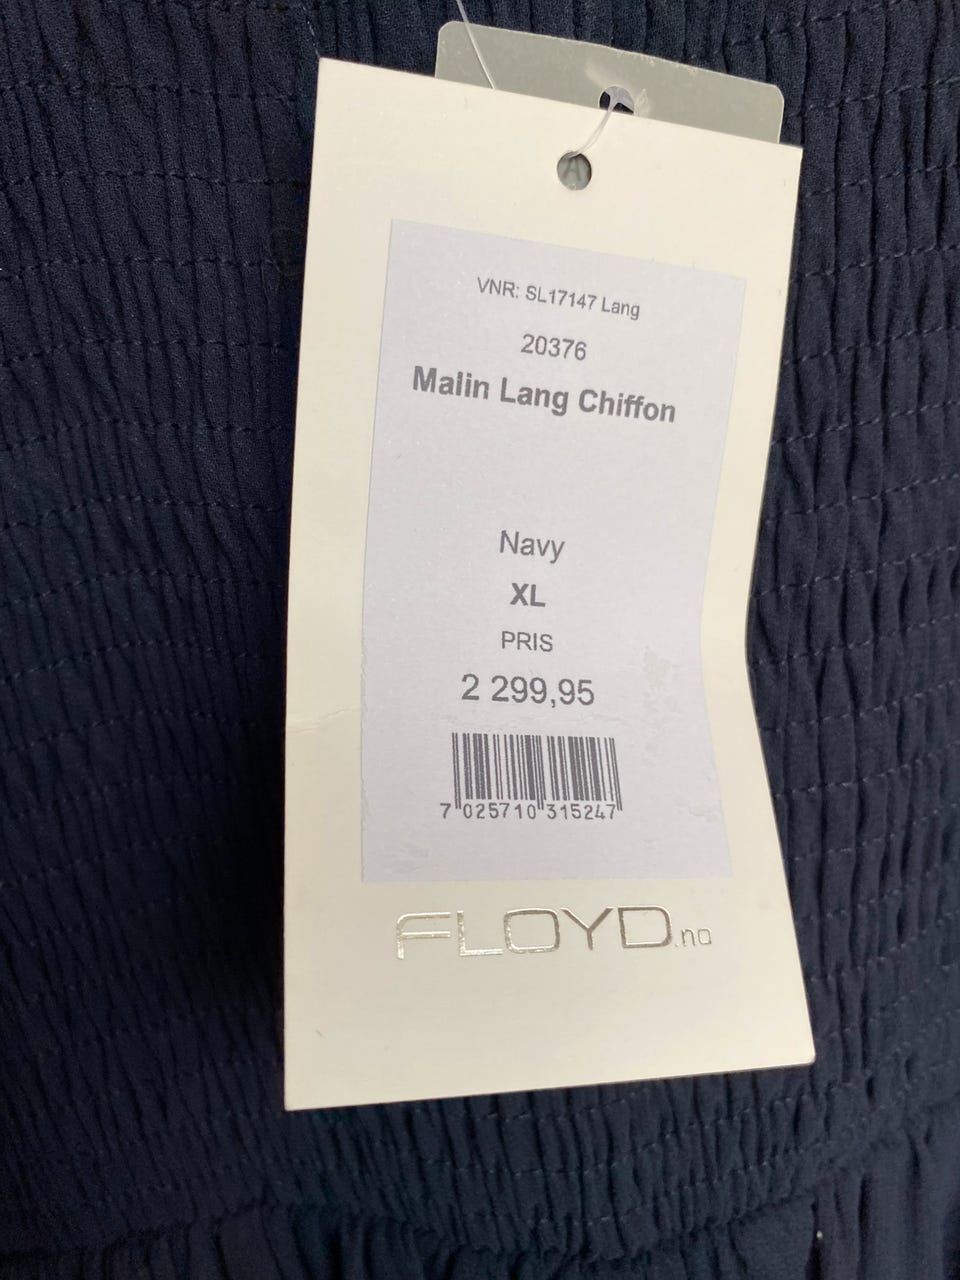 A
VNR: SL17147 Lang
20376
Malin Lang Chiffon
Navy
XL
PRIS
2 299,95
7 025710 315247
FLOYD.no